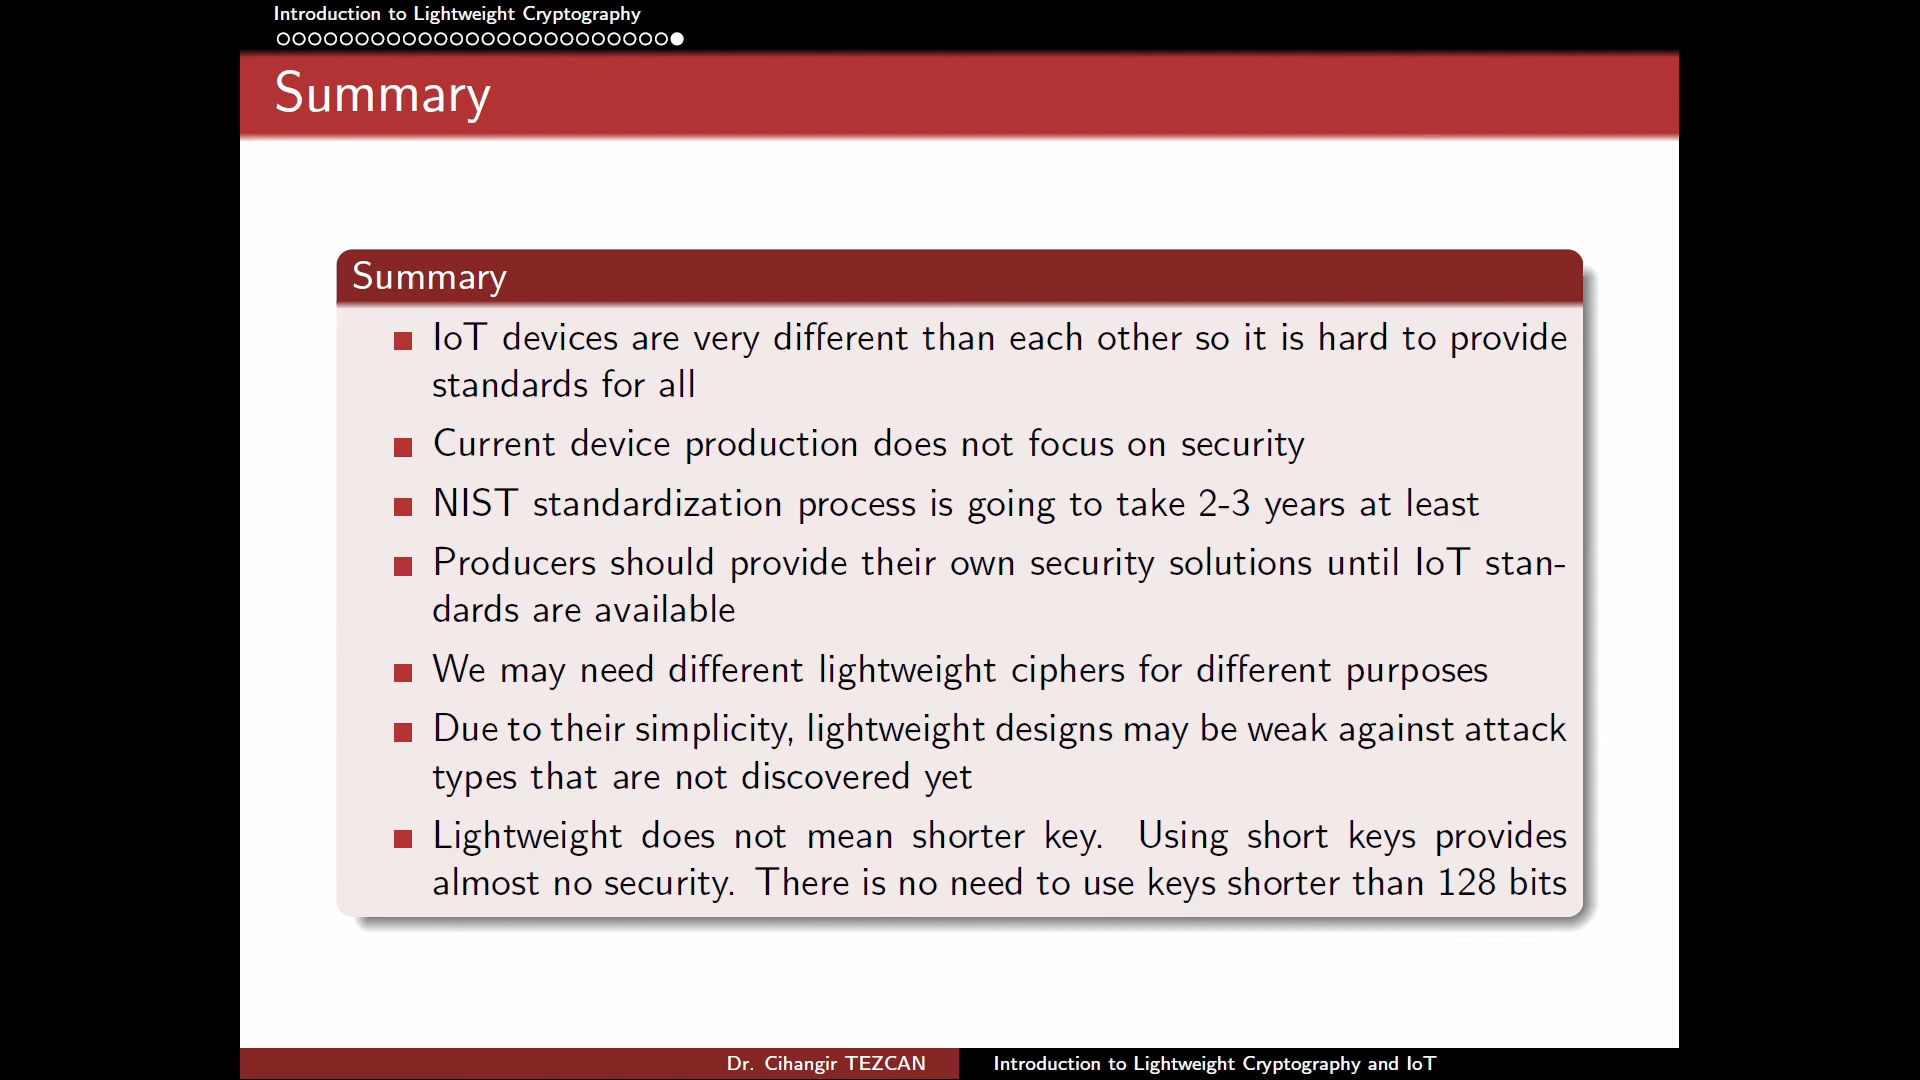 Introduction to Lightweight Cryptography
Summary
Summary
IoT devices are very different than each other so it is hard to provide
standards for all
Current device production does not focus on security
NIST standardization process is going to take 2-3 years at least
Producers should provide their own security solutions until IoT stan-
dards are available
We may need different lightweight ciphers for different purposes
Due to their simplicity, lightweight designs may be weak against attack
types that are not discovered yet
Lightweight does not mean shorter key. Using short keys provides
almost no security. There is no need to use keys shorter than 128 bits
Dr. Cihangir TEZCAN
Introduction to Lightweight Cryptography and IoT